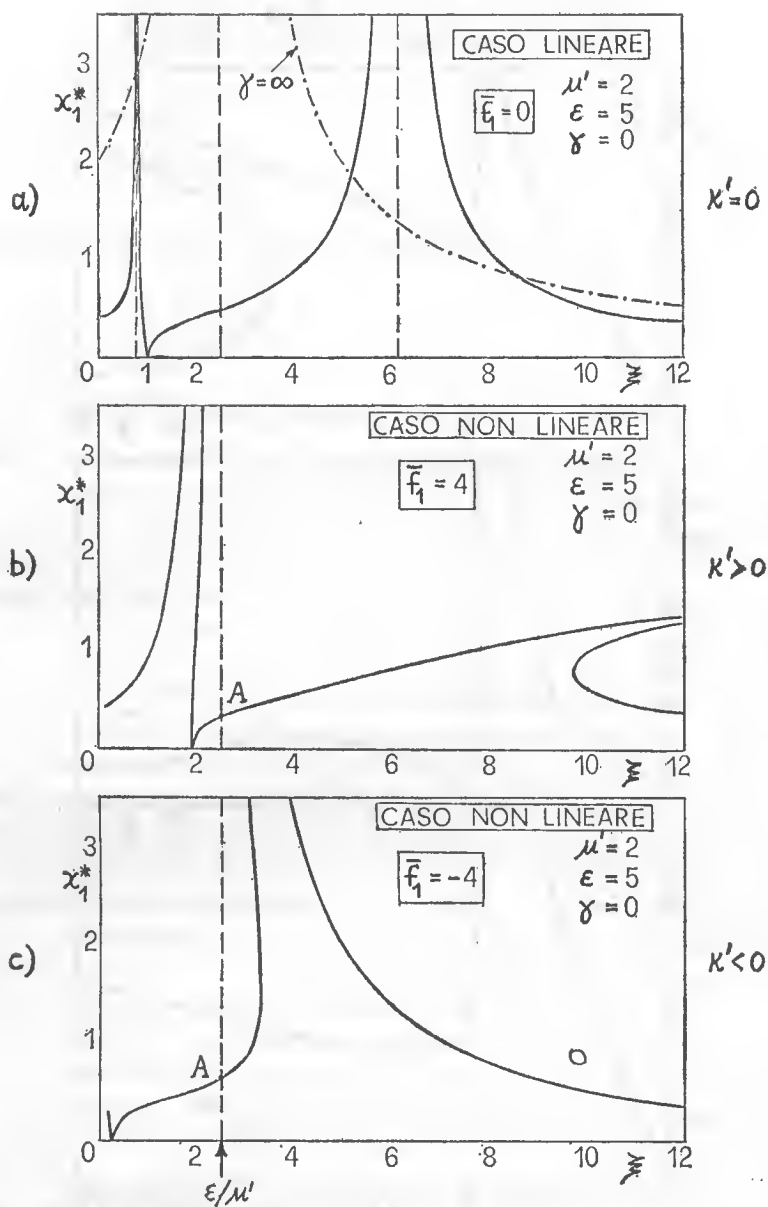 a)
x₁*
3
2
1
0
γ=∞
CASO LINEARE
f̄₁=0
μ'=2
ε=5
γ=0
κ'=0
0 1 2 4 6 8 10 ξ 12
b)
x₁*
3
2
1
0
CASO NON LINEARE
f̄₁=4
μ'=2
ε=5
γ=0
κ'>0
A
2 4 6 8 10 ξ 12
c)
x₁*
3
2
1
0
CASO NON LINEARE
f̄₁=-4
μ'=2
ε=5
γ=0
κ'<0
A
2 4 6 8 10 ξ 12
ε/μ'